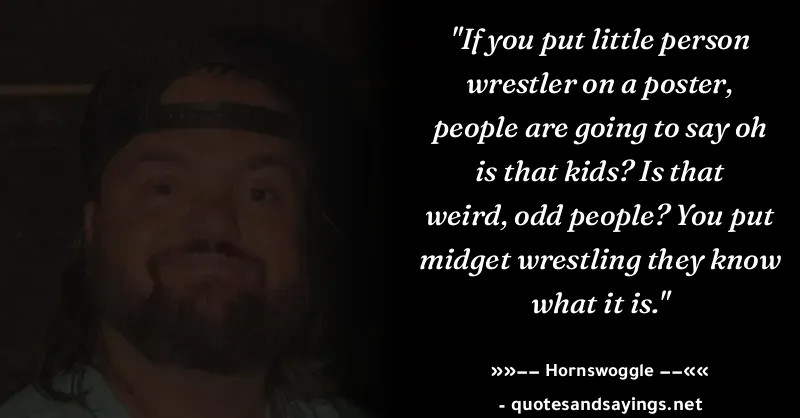 "If you put little person
wrestler on a poster,
people are going to say oh
is that kids? Is that
weird, odd people? You put
midget wrestling they know
what it is."
»»−− Hornswoggle −−««
- quotesandsayings.net